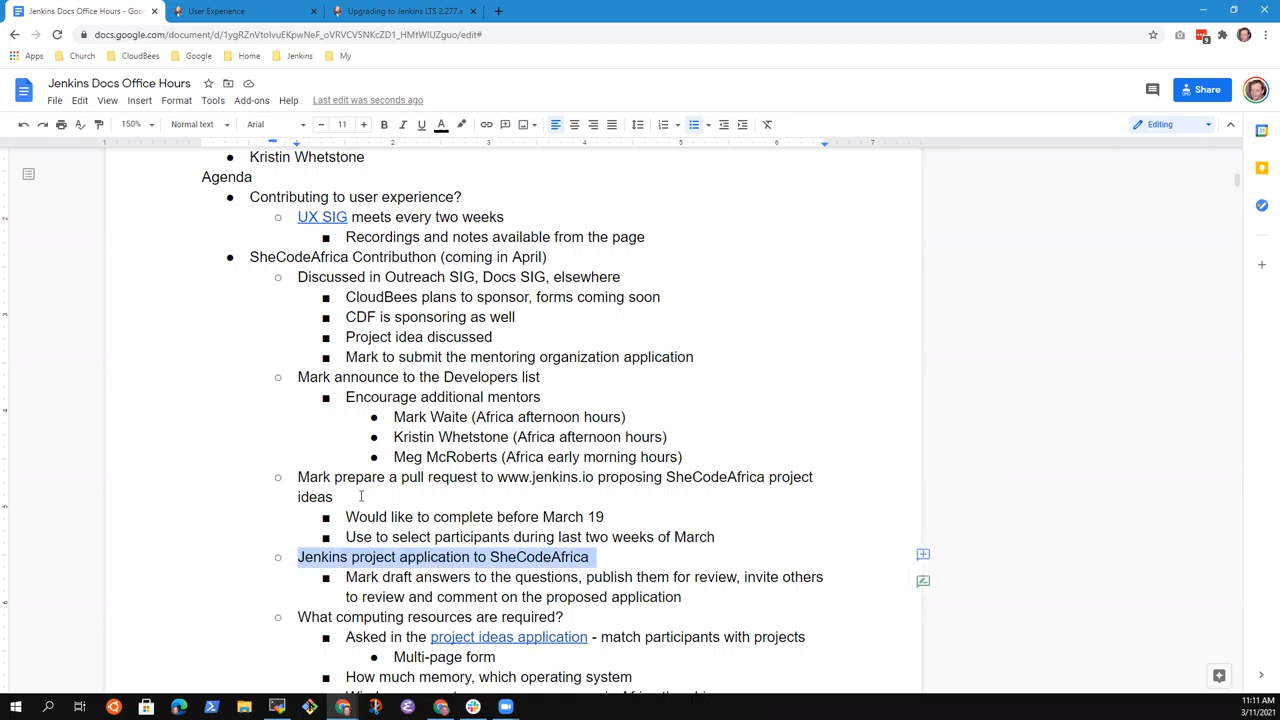 Jenkins Docs Office Hours - Goo
User Experience
Upgrading to Jenkins LTS 2.277.x
docs.google.com/document/d/1ygRZnVtoIvuEKpwNeF_oVRVCV5NKcZD1_HMtWIUZguo/edit#
Apps
Church
CloudBees
Google
Home
Jenkins
My
9
Jenkins Docs Office Hours
File Edit View Insert Format Tools Add-ons Help Last edit was seconds ago
Share
150% Normal text Arial 11 B I U A Editing
1 2 3 4 5 6 7
Kristin Whetstone
Agenda
Contributing to user experience?
UX SIG meets every two weeks
Recordings and notes available from the page
SheCodeAfrica Contributhon (coming in April)
Discussed in Outreach SIG, Docs SIG, elsewhere
CloudBees plans to sponsor, forms coming soon
CDF is sponsoring as well
Project idea discussed
Mark to submit the mentoring organization application
Mark announce to the Developers list
Encourage additional mentors
Mark Waite (Africa afternoon hours)
Kristin Whetstone (Africa afternoon hours)
Meg McRoberts (Africa early morning hours)
Mark prepare a pull request to www.jenkins.io proposing SheCodeAfrica project
ideas
Would like to complete before March 19
Use to select participants during last two weeks of March
Jenkins project application to SheCodeAfrica
Mark draft answers to the questions, publish them for review, invite others
to review and comment on the proposed application
What computing resources are required?
Asked in the project ideas application - match participants with projects
Multi-page form
How much memory, which operating system
11:11 AM
3/11/2021